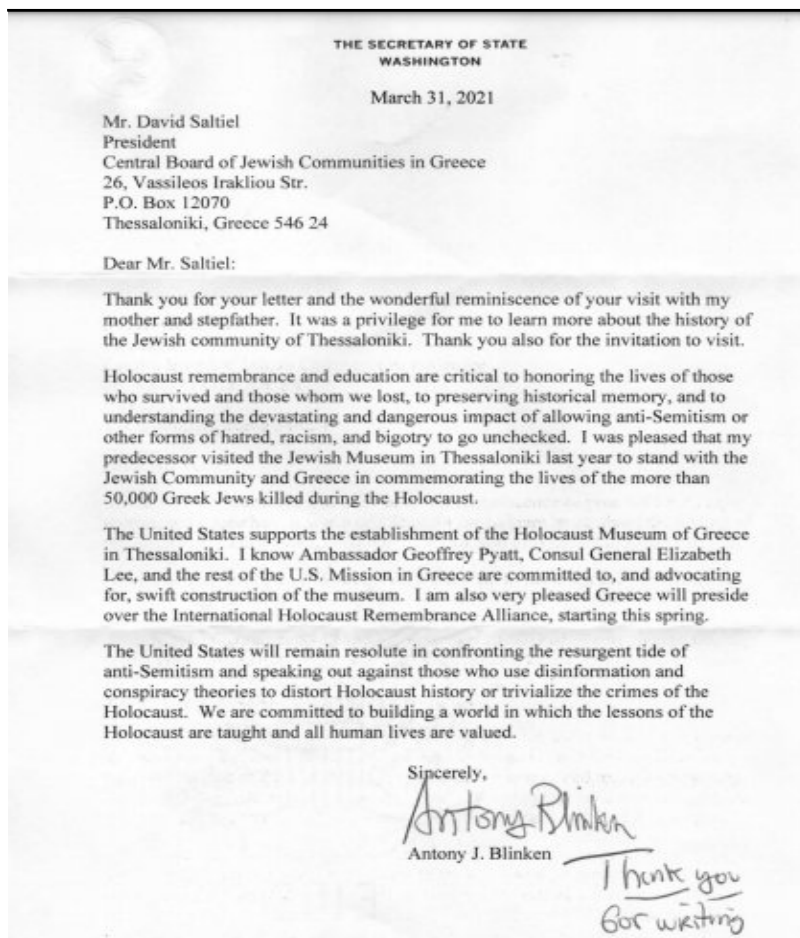 THE SECRETARY OF STATE
WASHINGTON
March 31, 2021
Mr. David Saltiel
President
Central Board of Jewish Communities in Greece
26, Vassileos Irakliou Str.
P.O. Box 12070
Thessaloniki, Greece 546 24
Dear Mr. Saltiel:
Thank you for your letter and the wonderful reminiscence of your visit with my
mother and stepfather.  It was a privilege for me to learn more about the history of
the Jewish community of Thessaloniki.  Thank you also for the invitation to visit.
Holocaust remembrance and education are critical to honoring the lives of those
who survived and those whom we lost, to preserving historical memory, and to
understanding the devastating and dangerous impact of allowing anti-Semitism or
other forms of hatred, racism, and bigotry to go unchecked.  I was pleased that my
predecessor visited the Jewish Museum in Thessaloniki last year to stand with the
Jewish Community and Greece in commemorating the lives of the more than
50,000 Greek Jews killed during the Holocaust.
The United States supports the establishment of the Holocaust Museum of Greece
in Thessaloniki.  I know Ambassador Geoffrey Pyatt, Consul General Elizabeth
Lee, and the rest of the U.S. Mission in Greece are committed to, and advocating
for, swift construction of the museum.  I am also very pleased Greece will preside
over the International Holocaust Remembrance Alliance, starting this spring.
The United States will remain resolute in confronting the resurgent tide of
anti-Semitism and speaking out against those who use disinformation and
conspiracy theories to distort Holocaust history or trivialize the crimes of the
Holocaust.  We are committed to building a world in which the lessons of the
Holocaust are taught and all human lives are valued.
Sincerely,
Antony Blinken
Antony J. Blinken
Thank you
for writing